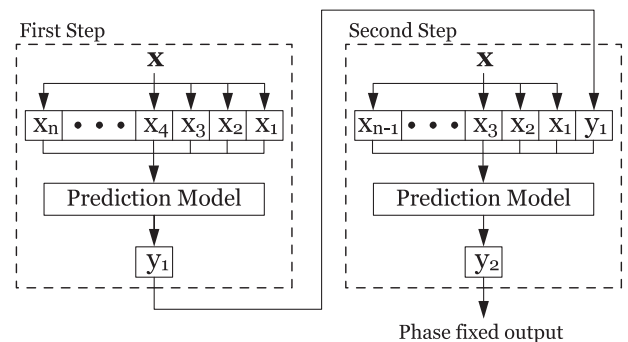 First Step
x
xn • • • x4 x3 x2 x1
Prediction Model
y1
Second Step
x
xn-1 • • • x3 x2 x1 y1
Prediction Model
y2
Phase fixed output